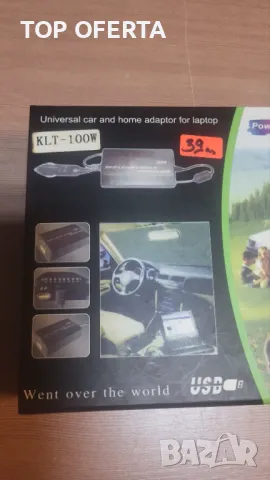 TOP OFERTA
Universal car and home adaptor for laptop
Pow
KLT-100W
39лв
Went over the world
USB
BAZAR